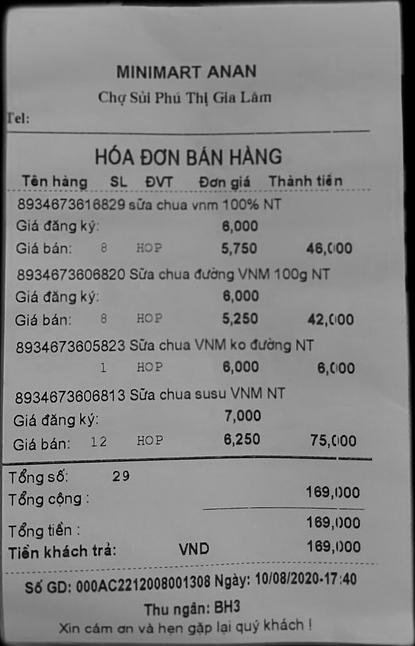 MINIMART ANAN
Chợ Sủi Phú Thị Gia Lâm
Tel:
HÓA ĐƠN BÁN HÀNG
Tên hàng SL ĐVT Đơn giá Thành tiền
8934673616829 sữa chua vnm 100% NT
Giá đăng ký: 6,000
Giá bán: 8 HOP 5,750 46,000
8934673606820 Sữa chua đường VNM 100g NT
Giá đăng ký: 6,000
Giá bán: 8 HOP 5,250 42,000
8934673605823 Sữa chua VNM ko đường NT
1 HOP 6,000 6,000
8934673606813 Sữa chua susu VNM NT
Giá đăng ký: 7,000
Giá bán: 12 HOP 6,250 75,000
Tổng số: 29
Tổng cộng : 169,000
Tổng tiền : 169,000
Tiền khách trả: VND 169,000
Số GD: 000AC2212008001308 Ngày: 10/08/2020-17:40
Thu ngân: BH3
Xin cám ơn và hẹn gặp lại quý khách !